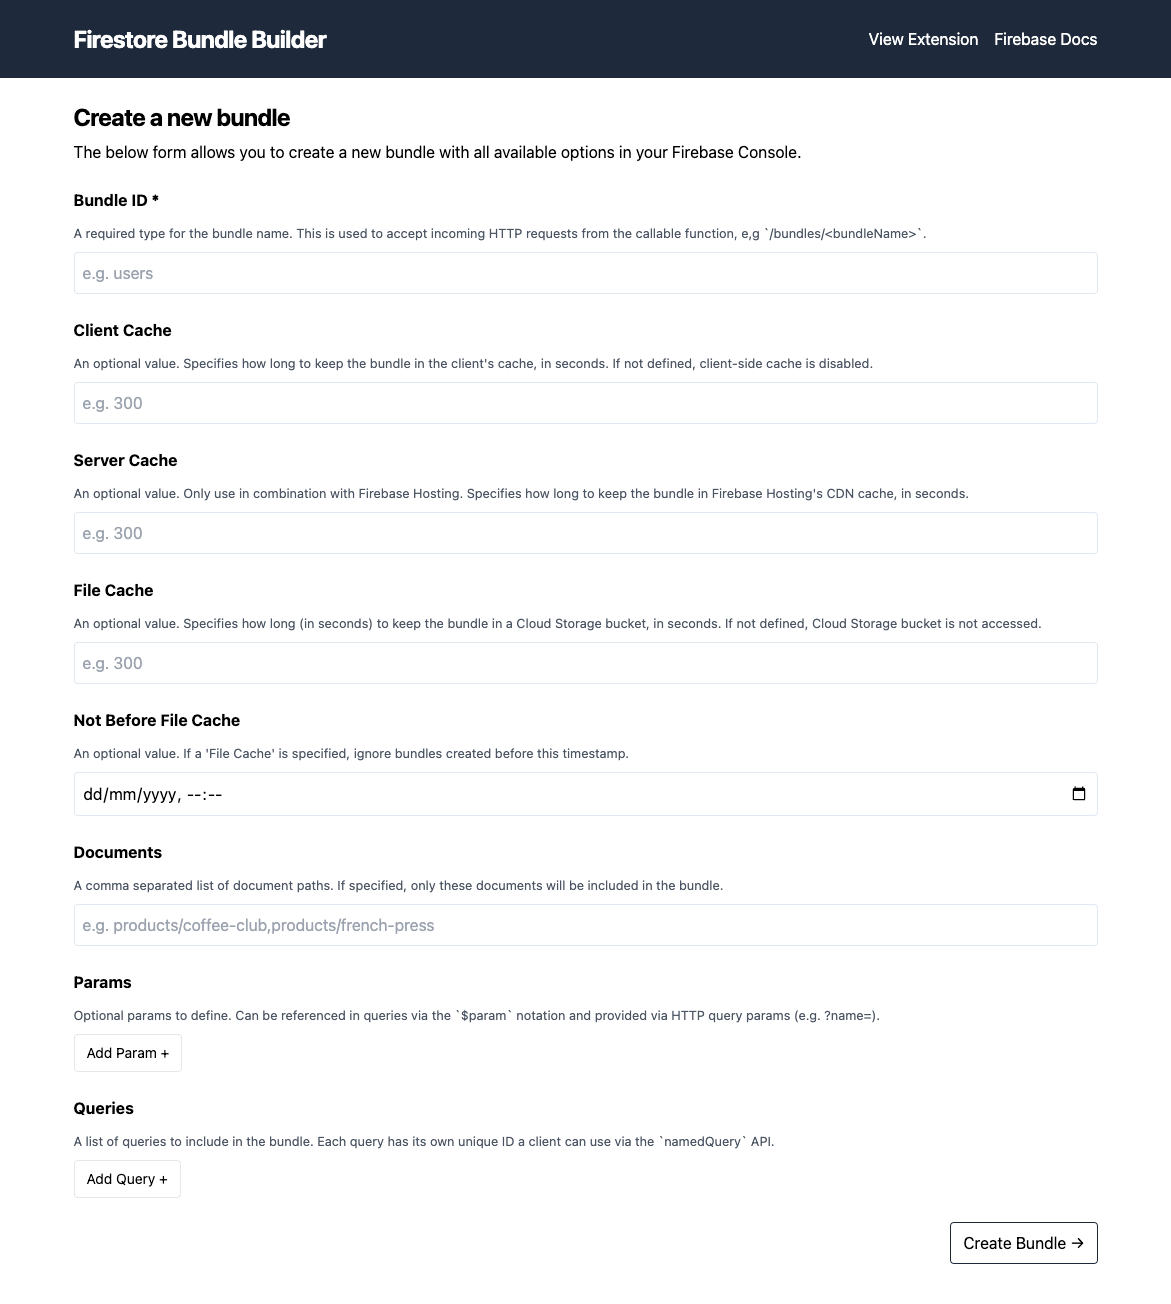 Firestore Bundle Builder
View Extension Firebase Docs
Create a new bundle
The below form allows you to create a new bundle with all available options in your Firebase Console.
Bundle ID *
A required type for the bundle name. This is used to accept incoming HTTP requests from the callable function, e,g `/bundles/<bundleName>`.
e.g. users
Client Cache
An optional value. Specifies how long to keep the bundle in the client's cache, in seconds. If not defined, client-side cache is disabled.
e.g. 300
Server Cache
An optional value. Only use in combination with Firebase Hosting. Specifies how long to keep the bundle in Firebase Hosting's CDN cache, in seconds.
e.g. 300
File Cache
An optional value. Specifies how long (in seconds) to keep the bundle in a Cloud Storage bucket, in seconds. If not defined, Cloud Storage bucket is not accessed.
e.g. 300
Not Before File Cache
An optional value. If a 'File Cache' is specified, ignore bundles created before this timestamp.
dd/mm/yyyy, --:--
Documents
A comma separated list of document paths. If specified, only these documents will be included in the bundle.
e.g. products/coffee-club,products/french-press
Params
Optional params to define. Can be referenced in queries via the `$param` notation and provided via HTTP query params (e.g. ?name=).
Add Param +
Queries
A list of queries to include in the bundle. Each query has its own unique ID a client can use via the `namedQuery` API.
Add Query +
Create Bundle →